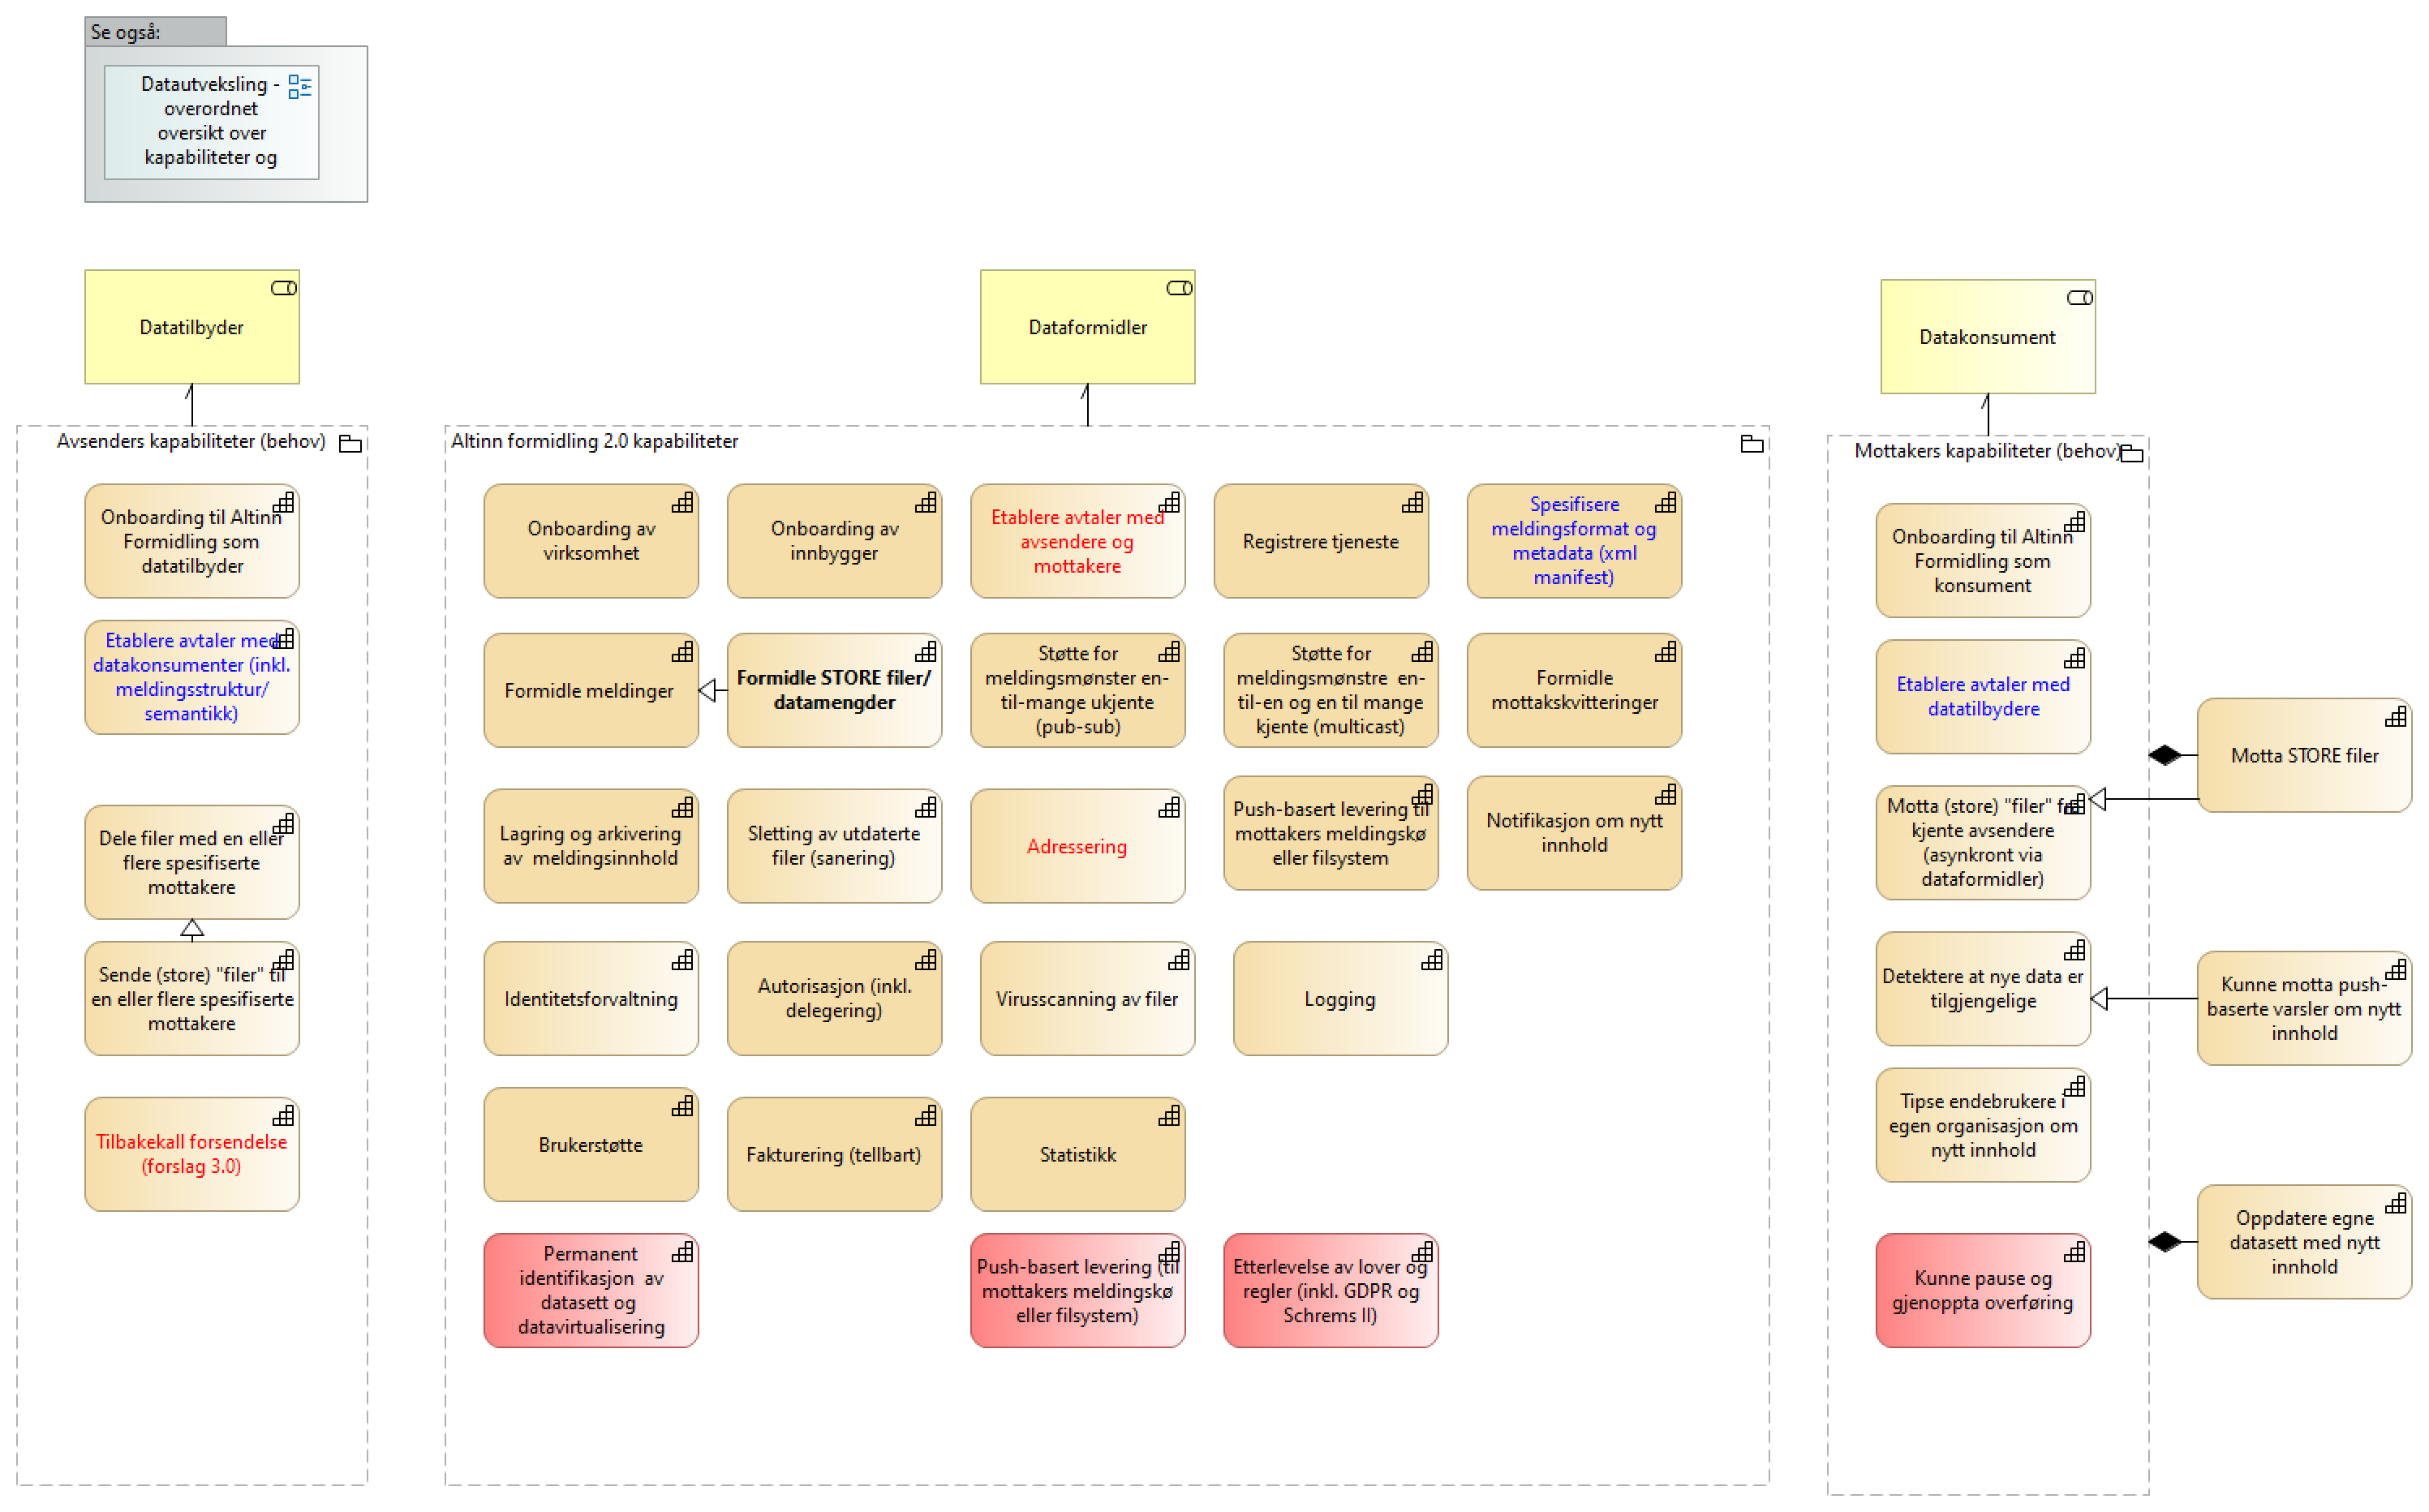 Se også:
Datautveksling -
overordnet
oversikt over
kapabiliteter og
Datatilbyder
Dataformidler
Datakonsument
Avsenders kapabiliteter (behov)
Onboarding til Altinn
Formidling som
datatilbyder
Etablere avtaler med
datakonsumenter (inkl.
meldingsstruktur/
semantikk)
Dele filer med en eller
flere spesifiserte
mottakere
Sende (store) "filer" til
en eller flere spesifiserte
mottakere
Tilbakekall forsendelse
(forslag 3.0)
Altinn formidling 2.0 kapabiliteter
Onboarding av
virksomhet
Onboarding av
innbygger
Etablere avtaler med
avsendere og
mottakere
Registrere tjeneste
Spesifisere
meldingsformat og
metadata (xml
manifest)
Formidle meldinger
Formidle STORE filer/
datamengder
Støtte for
meldingsmønster en-
til-mange ukjente
(pub-sub)
Støtte for
meldingsmønstre  en-
til-en og en til mange
kjente (multicast)
Formidle
mottakskvitteringer
Lagring og arkivering
av  meldingsinnhold
Sletting av utdaterte
filer (sanering)
Adressering
Push-basert levering til
mottakers meldingskø
eller filsystem
Notifikasjon om nytt
innhold
Identitetsforvaltning
Autorisasjon (inkl.
delegering)
Virusscanning av filer
Logging
Brukerstøtte
Fakturering (tellbart)
Statistikk
Permanent
identifikasjon  av
datasett og
datavirtualisering
Push-basert levering (til
mottakers meldingskø
eller filsystem)
Etterlevelse av lover og
regler (inkl. GDPR og
Schrems II)
Mottakers kapabiliteter (behov)
Onboarding til Altinn
Formidling som
konsument
Etablere avtaler med
datatilbydere
Motta (store) "filer" fra
kjente avsendere
(asynkront via
dataformidler)
Detektere at nye data er
tilgjengelige
Tipse endebrukere i
egen organisasjon om
nytt innhold
Kunne pause og
gjenoppta overføring
Motta STORE filer
Kunne motta push-
baserte varsler om nytt
innhold
Oppdatere egne
datasett med nytt
innhold